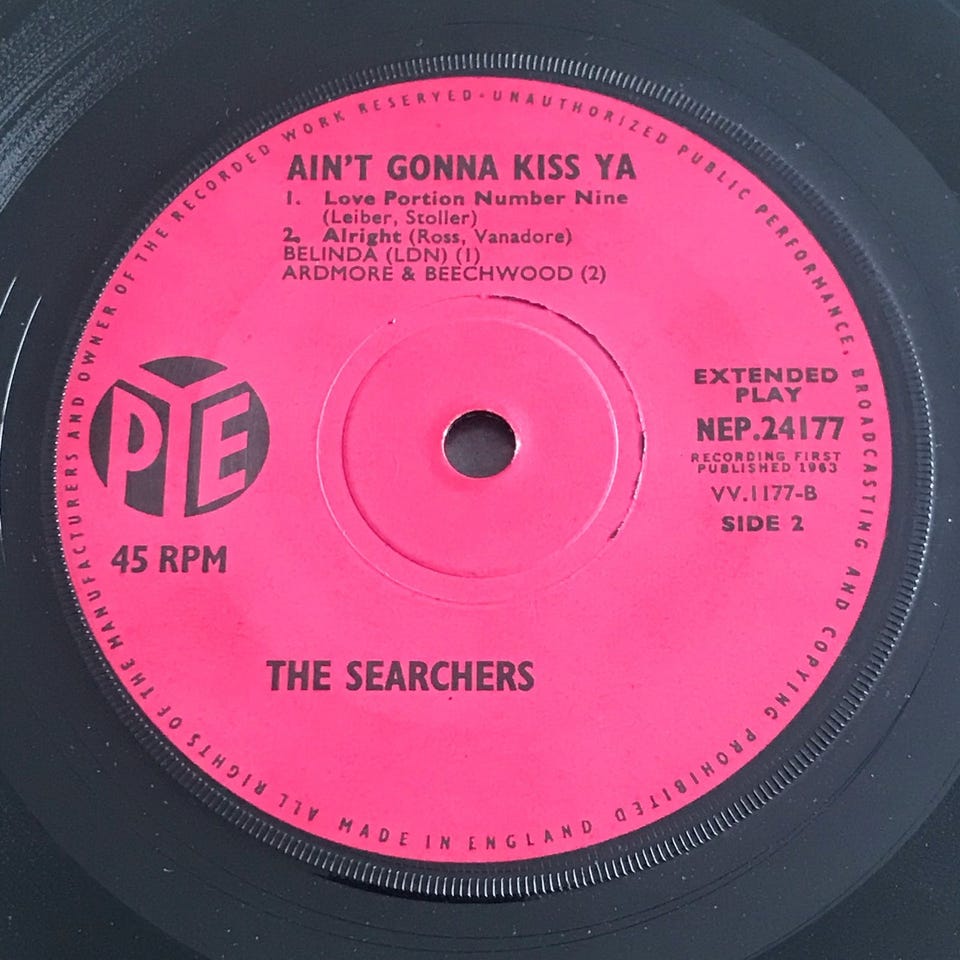 AIN'T GONNA KISS YA
1. Love Portion Number Nine
(Leiber, Stoller)
2. Alright (Ross, Vanadore)
BELINDA (LDN) (1)
ARDMORE & BEECHWOOD (2)
PYE
45 RPM
EXTENDED
PLAY
NEP.24177
RECORDING FIRST
PUBLISHED 1963
VV.1177-B
SIDE 2
THE SEARCHERS
ALL RIGHTS OF THE MANUFACTURERS AND OWNER OF THE RECORDED WORK RESERVED-UNAUTHORIZED PUBLIC PERFORMANCE, BROADCASTING AND COPYING PROHIBITED
MADE IN ENGLAND